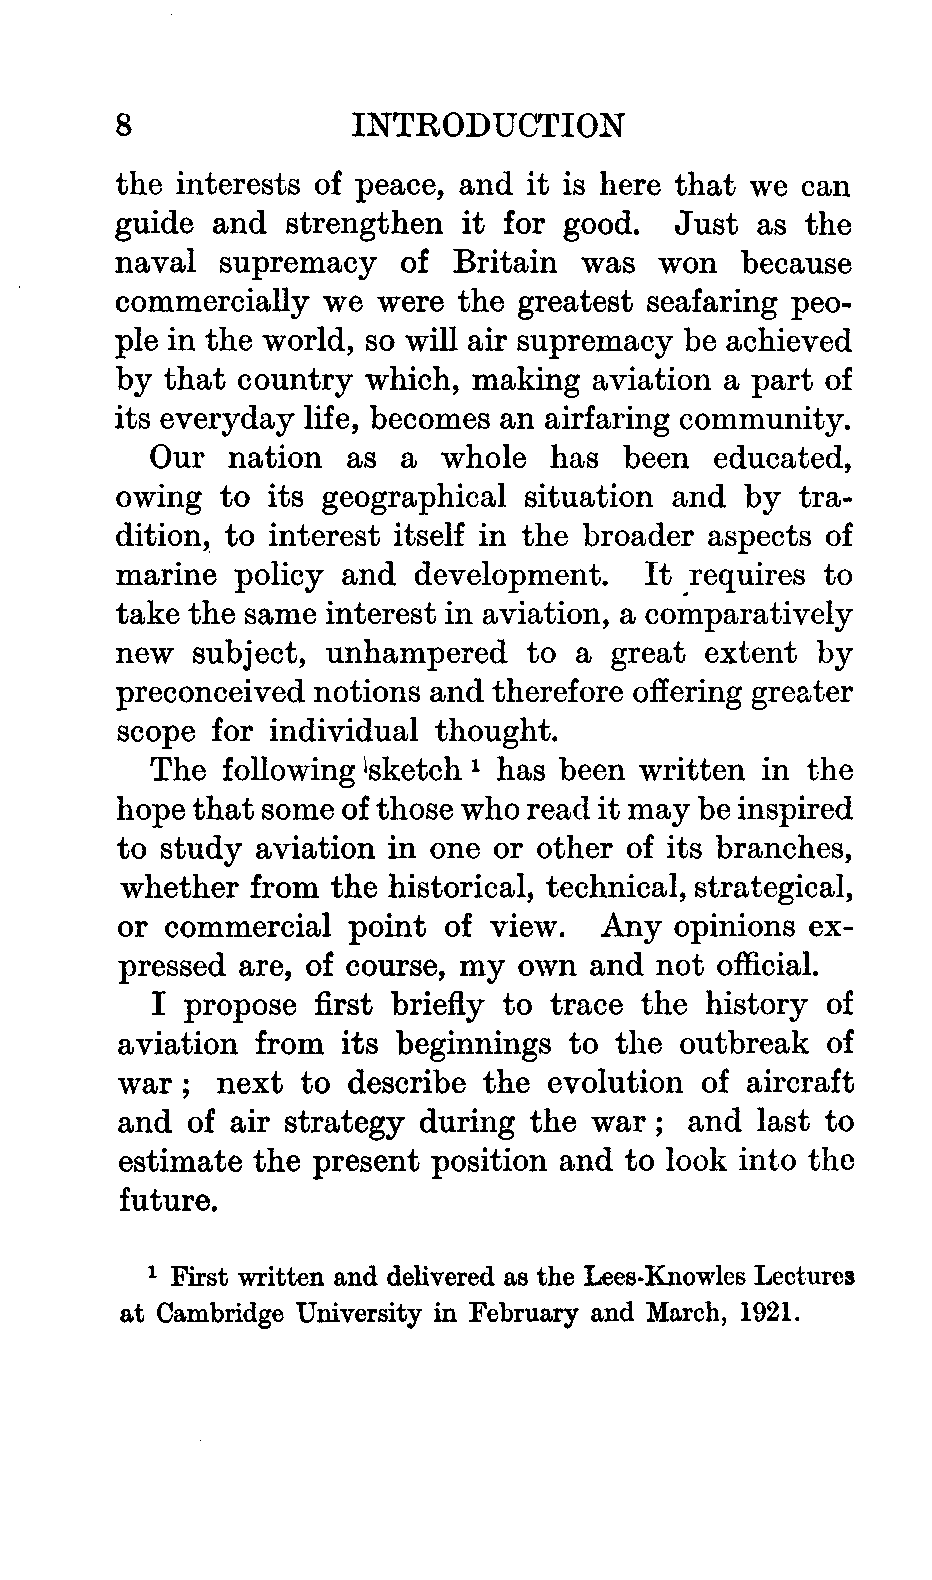 8 INTRODUCTION
the interests of peace, and it is here that we can
guide and strengthen it for good. Just as the
naval supremacy of Britain was won because
commercially we were the greatest seafaring peo-
ple in the world, so will air supremacy be achieved
by that country which, making aviation a part of
its everyday life, becomes an airfaring community.
Our nation as a whole has been educated,
owing to its geographical situation and by tra-
dition, to interest itself in the broader aspects of
marine policy and development. It requires to
take the same interest in aviation, a comparatively
new subject, unhampered to a great extent by
preconceived notions and therefore offering greater
scope for individual thought.
The following sketch ¹ has been written in the
hope that some of those who read it may be inspired
to study aviation in one or other of its branches,
whether from the historical, technical, strategical,
or commercial point of view. Any opinions ex-
pressed are, of course, my own and not official.
I propose first briefly to trace the history of
aviation from its beginnings to the outbreak of
war ; next to describe the evolution of aircraft
and of air strategy during the war ; and last to
estimate the present position and to look into the
future.
¹ First written and delivered as the Lees-Knowles Lectures
at Cambridge University in February and March, 1921.